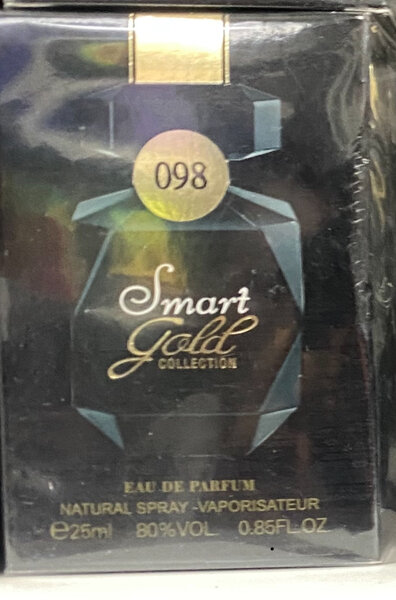 098
Smart
Gold
COLLECTION
EAU DE PARFUM
NATURAL SPRAY -VAPORISATEUR
℮25ml 80%VOL. 0.85FL.OZ